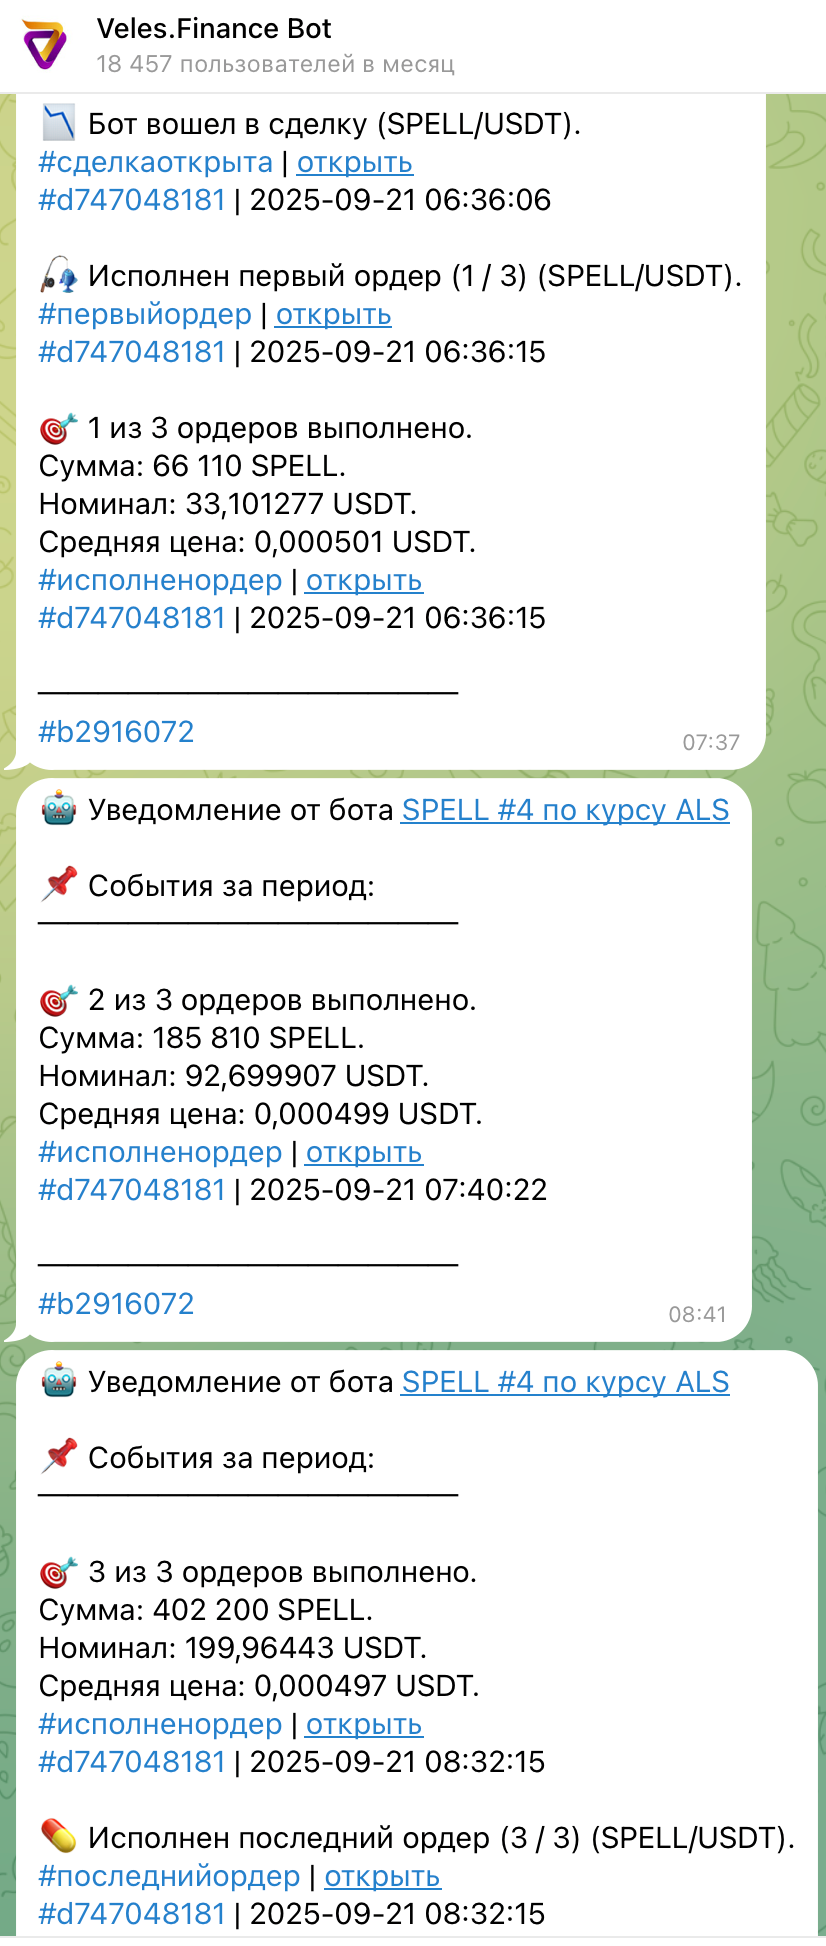 Veles.Finance Bot
18 457 пользователей в месяц
Бот вошел в сделку (SPELL/USDT).
#сделкаоткрыта | открыть
#d747048181 | 2025-09-21 06:36:06
Исполнен первый ордер (1 / 3) (SPELL/USDT).
#первыйордер | открыть
#d747048181 | 2025-09-21 06:36:15
1 из 3 ордеров выполнено.
Сумма: 66 110 SPELL.
Номинал: 33,101277 USDT.
Средняя цена: 0,000501 USDT.
#исполненордер | открыть
#d747048181 | 2025-09-21 06:36:15
#b2916072
07:37
Уведомление от бота SPELL #4 по курсу ALS
События за период:
2 из 3 ордеров выполнено.
Сумма: 185 810 SPELL.
Номинал: 92,699907 USDT.
Средняя цена: 0,000499 USDT.
#исполненордер | открыть
#d747048181 | 2025-09-21 07:40:22
#b2916072
08:41
Уведомление от бота SPELL #4 по курсу ALS
События за период:
3 из 3 ордеров выполнено.
Сумма: 402 200 SPELL.
Номинал: 199,96443 USDT.
Средняя цена: 0,000497 USDT.
#исполненордер | открыть
#d747048181 | 2025-09-21 08:32:15
Исполнен последний ордер (3 / 3) (SPELL/USDT).
#последнийордер | открыть
#d747048181 | 2025-09-21 08:32:15